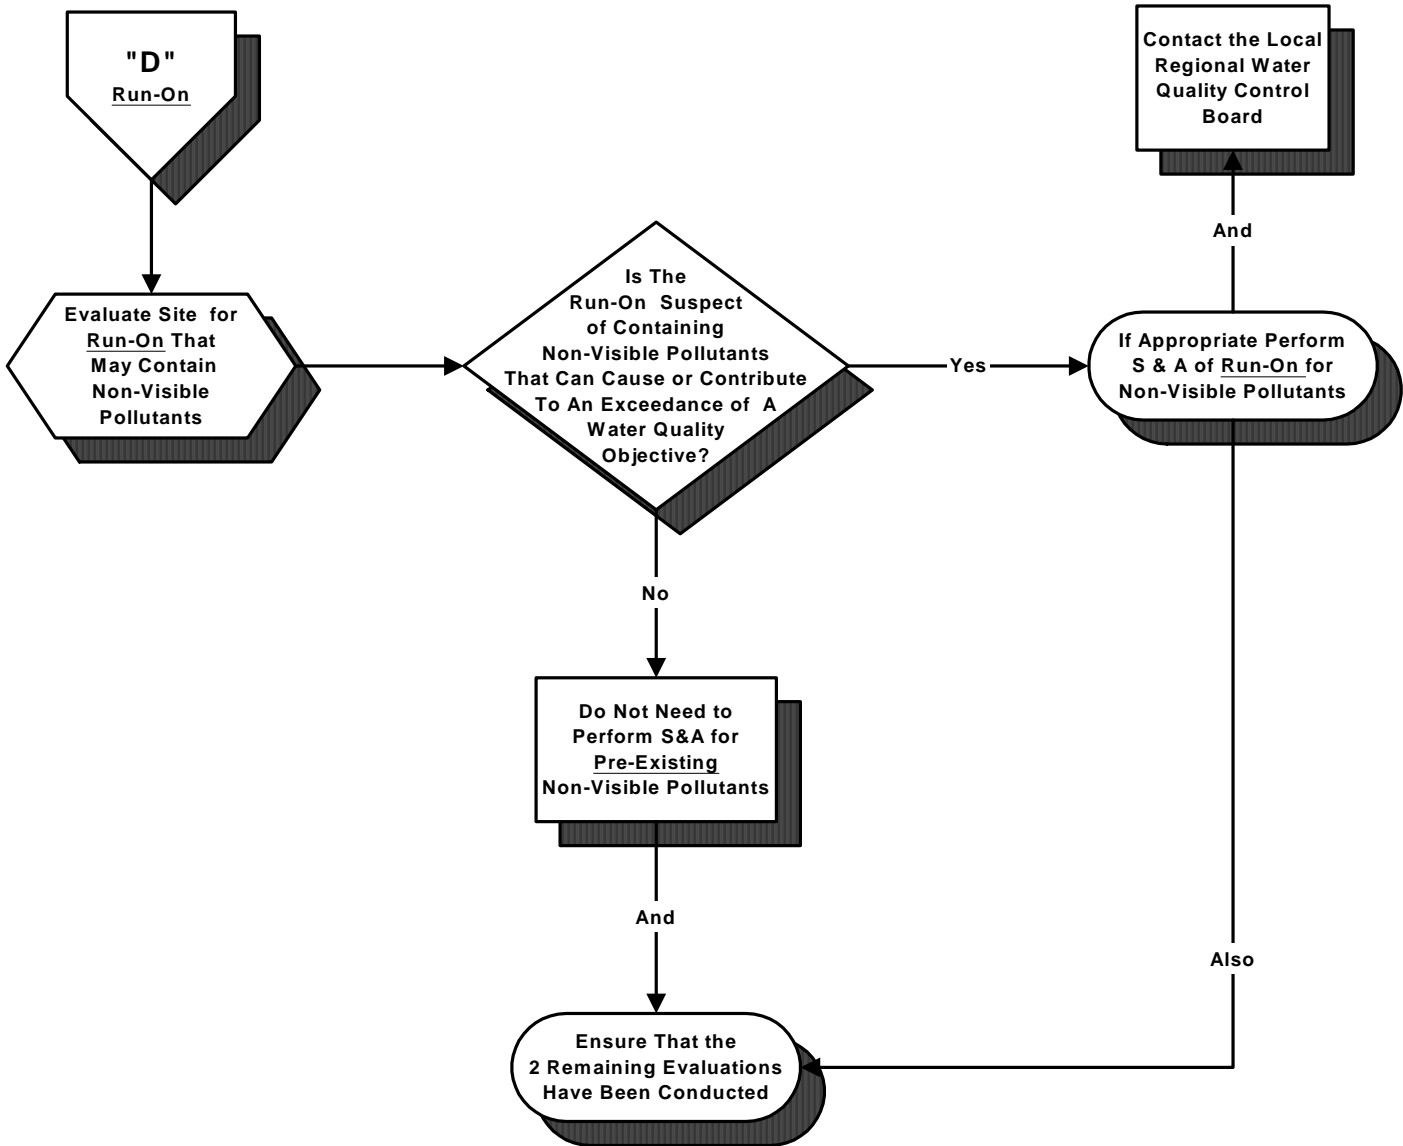 "D"
Run-On
Contact the Local
Regional Water
Quality Control
Board
And
Evaluate Site for
Run-On That
May Contain
Non-Visible
Pollutants
Is The
Run-On Suspect
of Containing
Non-Visible Pollutants
That Can Cause or Contribute
To An Exceedance of A
Water Quality
Objective?
Yes
If Appropriate Perform
S & A of Run-On for
Non-Visible Pollutants
No
Do Not Need to
Perform S&A for
Pre-Existing
Non-Visible Pollutants
And
Also
Ensure That the
2 Remaining Evaluations
Have Been Conducted